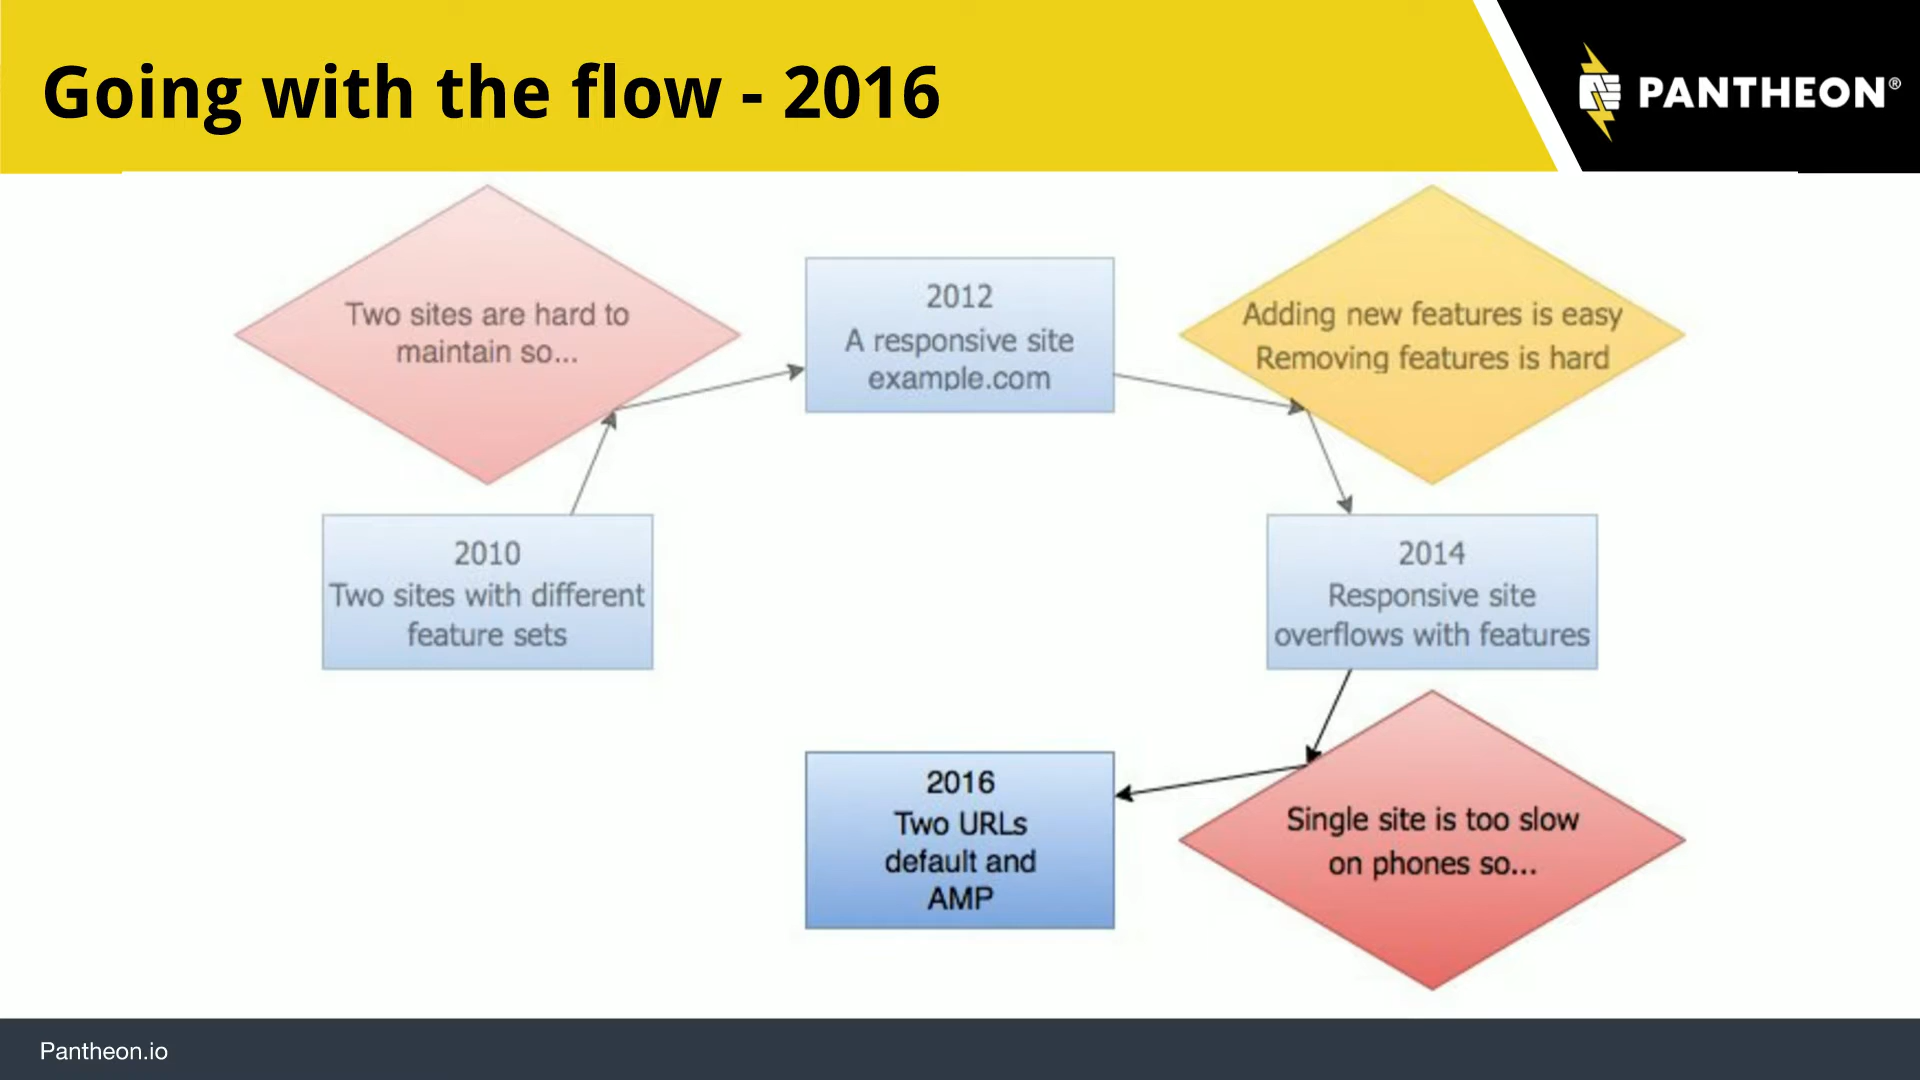 Going with the flow - 2016
PANTHEON®
Two sites are hard to
maintain so...
2012
A responsive site
example.com
Adding new features is easy
Removing features is hard
2010
Two sites with different
feature sets
2014
Responsive site
overflows with features
2016
Two URLs
default and
AMP
Single site is too slow
on phones so...
Pantheon.io